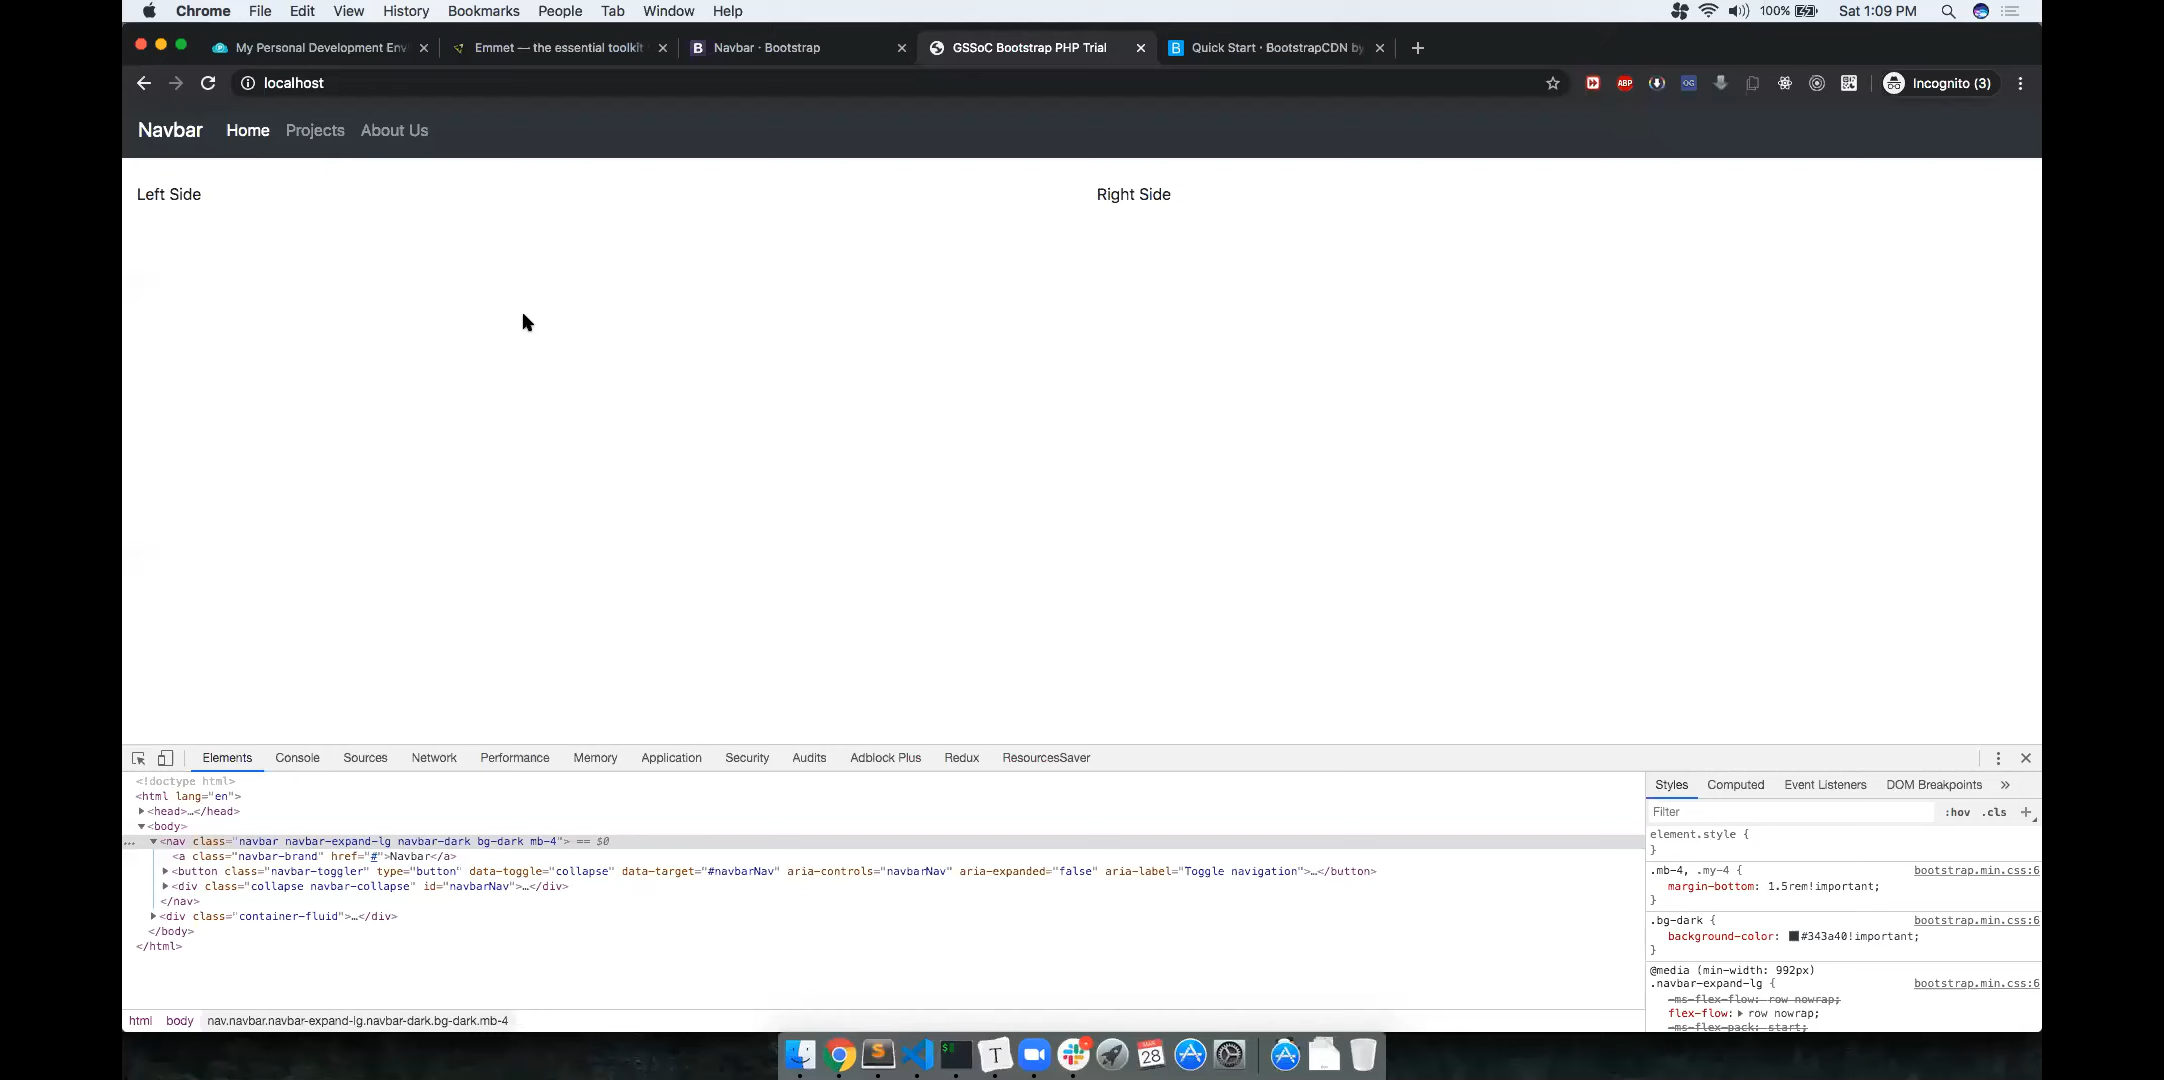 Chrome File Edit View History Bookmarks People Tab Window Help 100% Sat 1:09 PM
My Personal Development Env Emmet — the essential toolkit Navbar · Bootstrap GSSoC Bootstrap PHP Trial Quick Start · BootstrapCDN by
localhost ABP OG Incognito (3)
Navbar Home Projects About Us
Left Side Right Side
Elements Console Sources Network Performance Memory Application Security Audits Adblock Plus Redux ResourcesSaver
<!doctype html>
<html lang="en">
<head>…</head>
<body>
<nav class="navbar navbar-expand-lg navbar-dark bg-dark mb-4"> == $0
<a class="navbar-brand" href="#">Navbar</a>
<button class="navbar-toggler" type="button" data-toggle="collapse" data-target="#navbarNav" aria-controls="navbarNav" aria-expanded="false" aria-label="Toggle navigation">…</button>
<div class="collapse navbar-collapse" id="navbarNav">…</div>
</nav>
<div class="container-fluid">…</div>
</body>
</html>
html body nav.navbar.navbar-expand-lg.navbar-dark.bg-dark.mb-4
Styles Computed Event Listeners DOM Breakpoints »
Filter :hov .cls +
element.style {
}
.mb-4, .my-4 { bootstrap.min.css:6
margin-bottom: 1.5rem!important;
}
.bg-dark { bootstrap.min.css:6
background-color: #343a40!important;
}
@media (min-width: 992px)
.navbar-expand-lg { bootstrap.min.css:6
-ms-flex-flow: row nowrap;
flex-flow: row nowrap;
-ms-flex-pack: start;
S $ T MAR 28